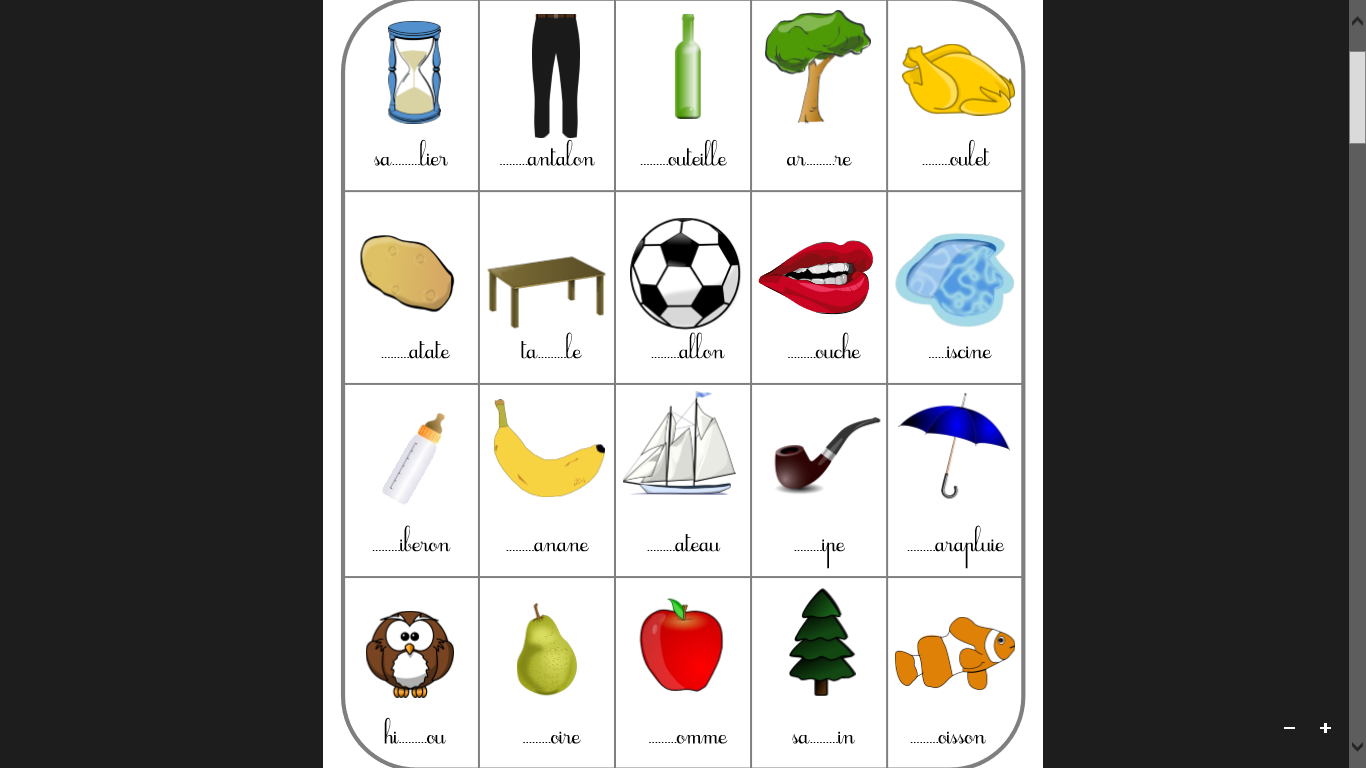 sa........lier ........antalon ........outeille ar........re ........oulet
........atate ta........le ........allon ........ouche .....iscine
........iberon ........anane ........ateau ........ipe ........arapluie
hi........ou ........oire ........omme sa........in ........oisson